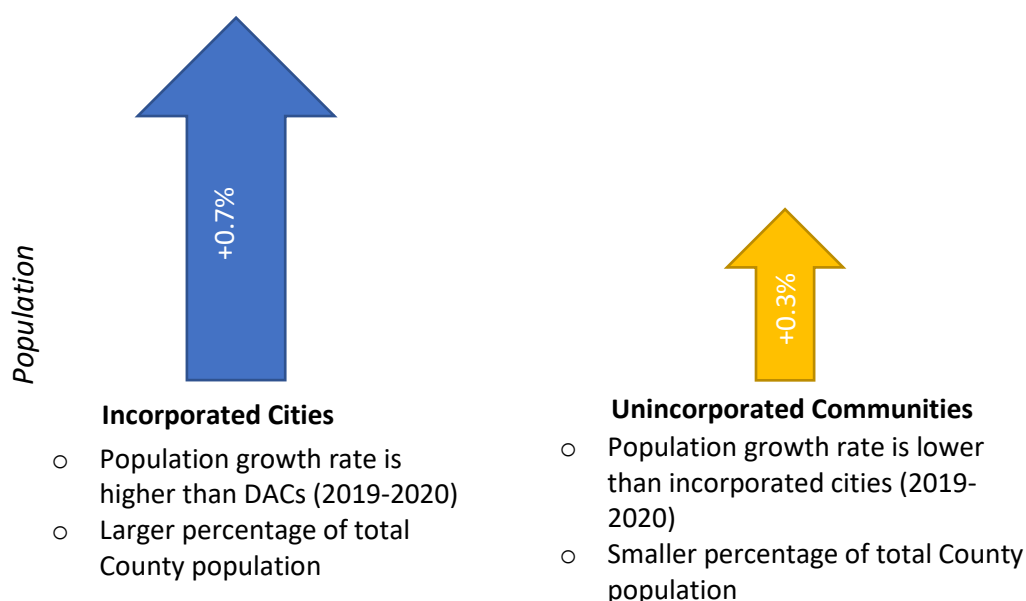 +0.7%
+0.3%
Population
Incorporated Cities
o Population growth rate is
higher than DACs (2019-2020)
o Larger percentage of total
County population
Unincorporated Communities
o Population growth rate is lower
than incorporated cities (2019-
2020)
o Smaller percentage of total County
population